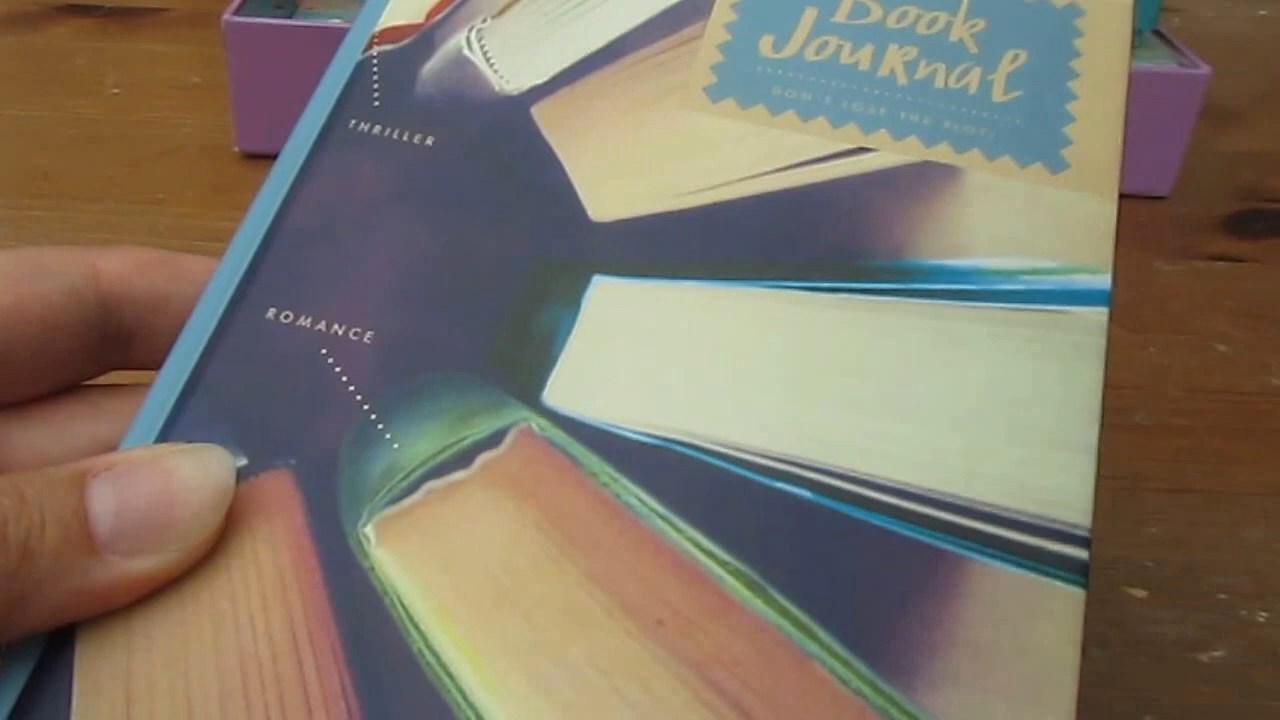 Book
Journal
DON'T LOSE THE PLOT!
THRILLER
ROMANCE